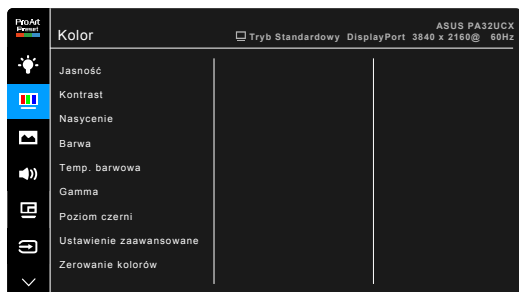 ProArt
Preset
Kolor
ASUS PA32UCX
Tryb Standardowy DisplayPort 3840 x 2160@ 60Hz
Jasność
Kontrast
Nasycenie
Barwa
Temp. barwowa
Gamma
Poziom czerni
Ustawienie zaawansowane
Zerowanie kolorów